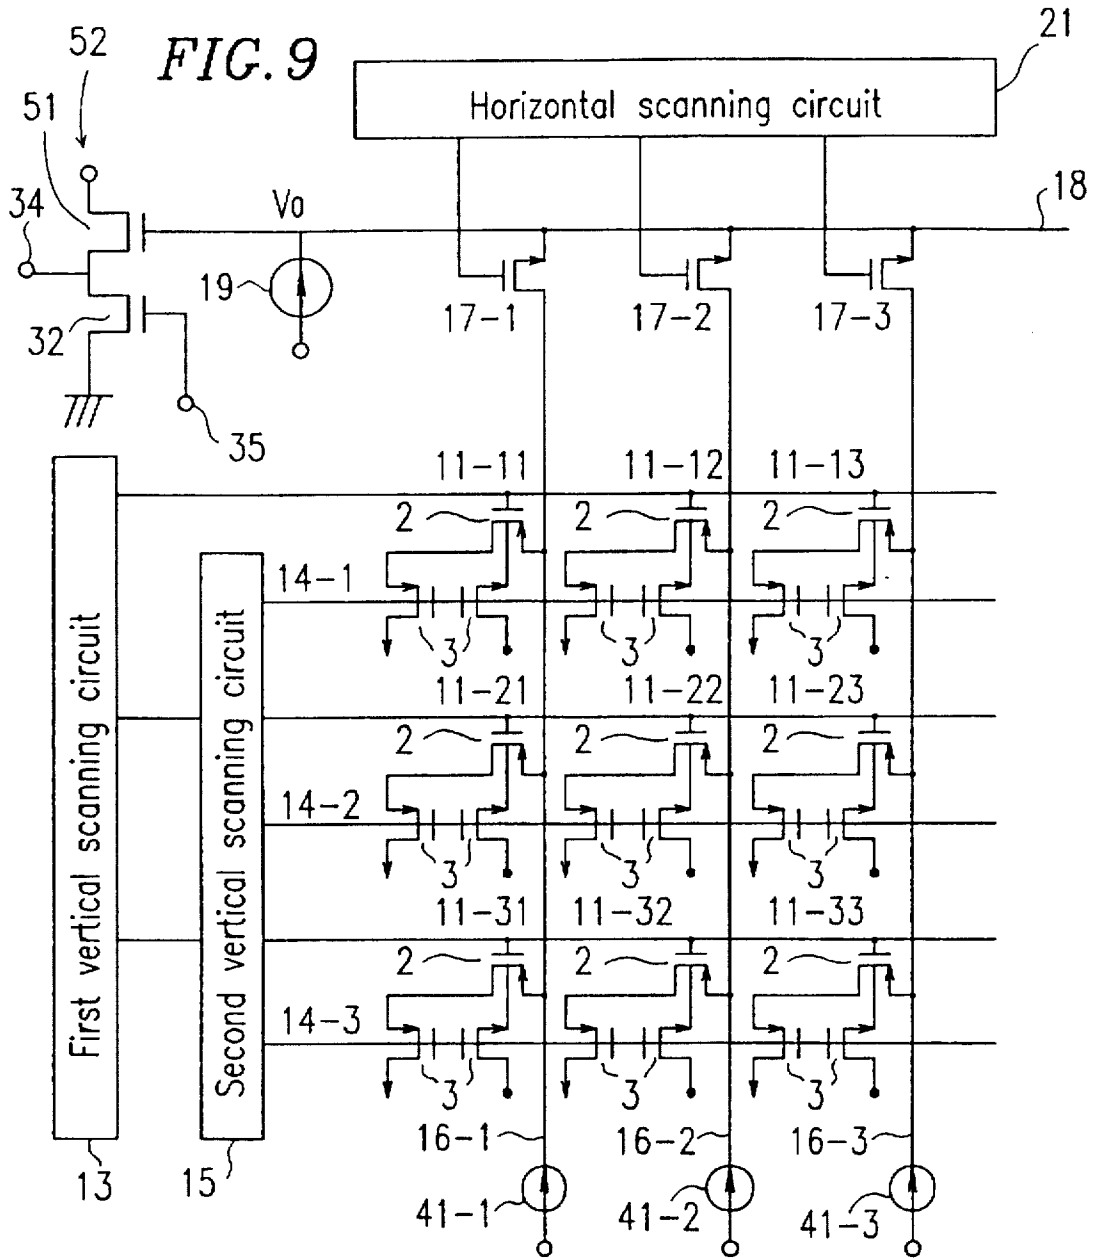 FIG. 9
21
52
Horizontal scanning circuit
51
18
34
Va
19
32
17-1 17-2 17-3
35
11-11 11-12 11-13
2 2 2
14-1
3 3 3
11-21 11-22 11-23
2 2 2
14-2
3 3 3
11-31 11-32 11-33
2 2 2
14-3
3 3 3
First vertical scanning circuit
Second vertical scanning circuit
16-1 16-2 16-3
13 15
41-1 41-2 41-3